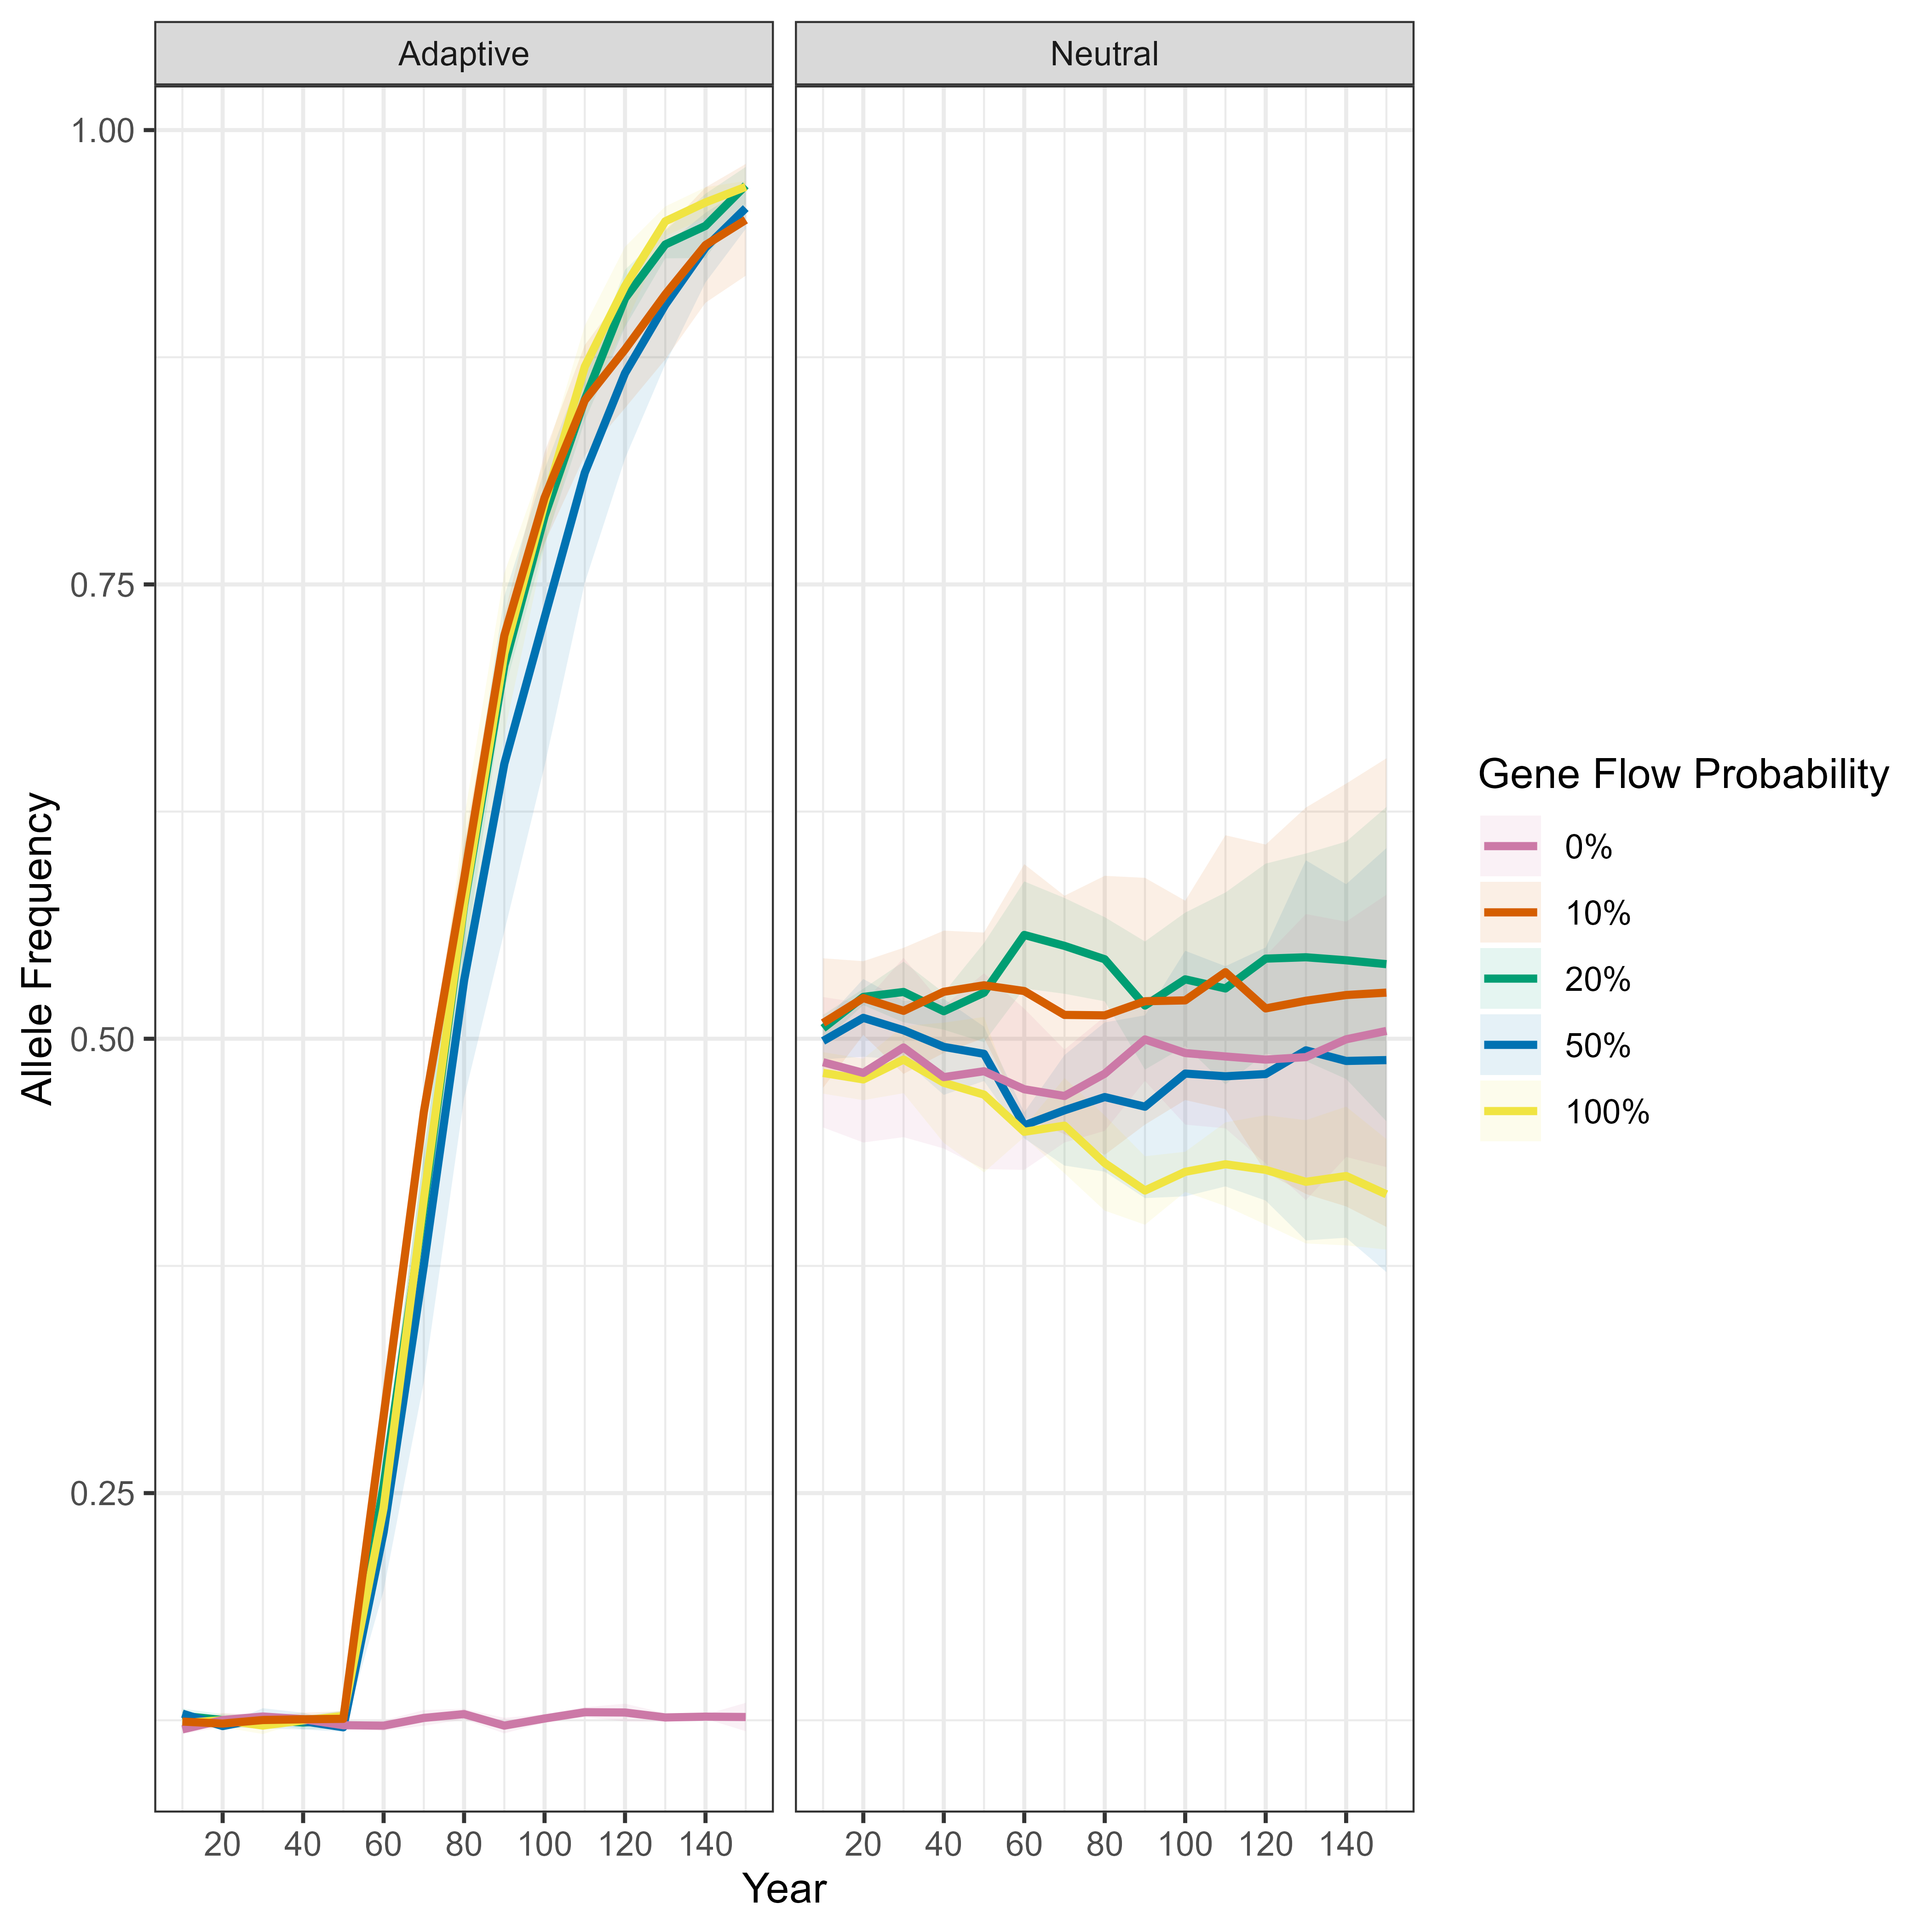 Adaptive
Neutral
1.00
0.75
0.50
0.25
Allele Frequency
20 40 60 80 100 120 140
20 40 60 80 100 120 140
Year
Gene Flow Probability
0%
10%
20%
50%
100%